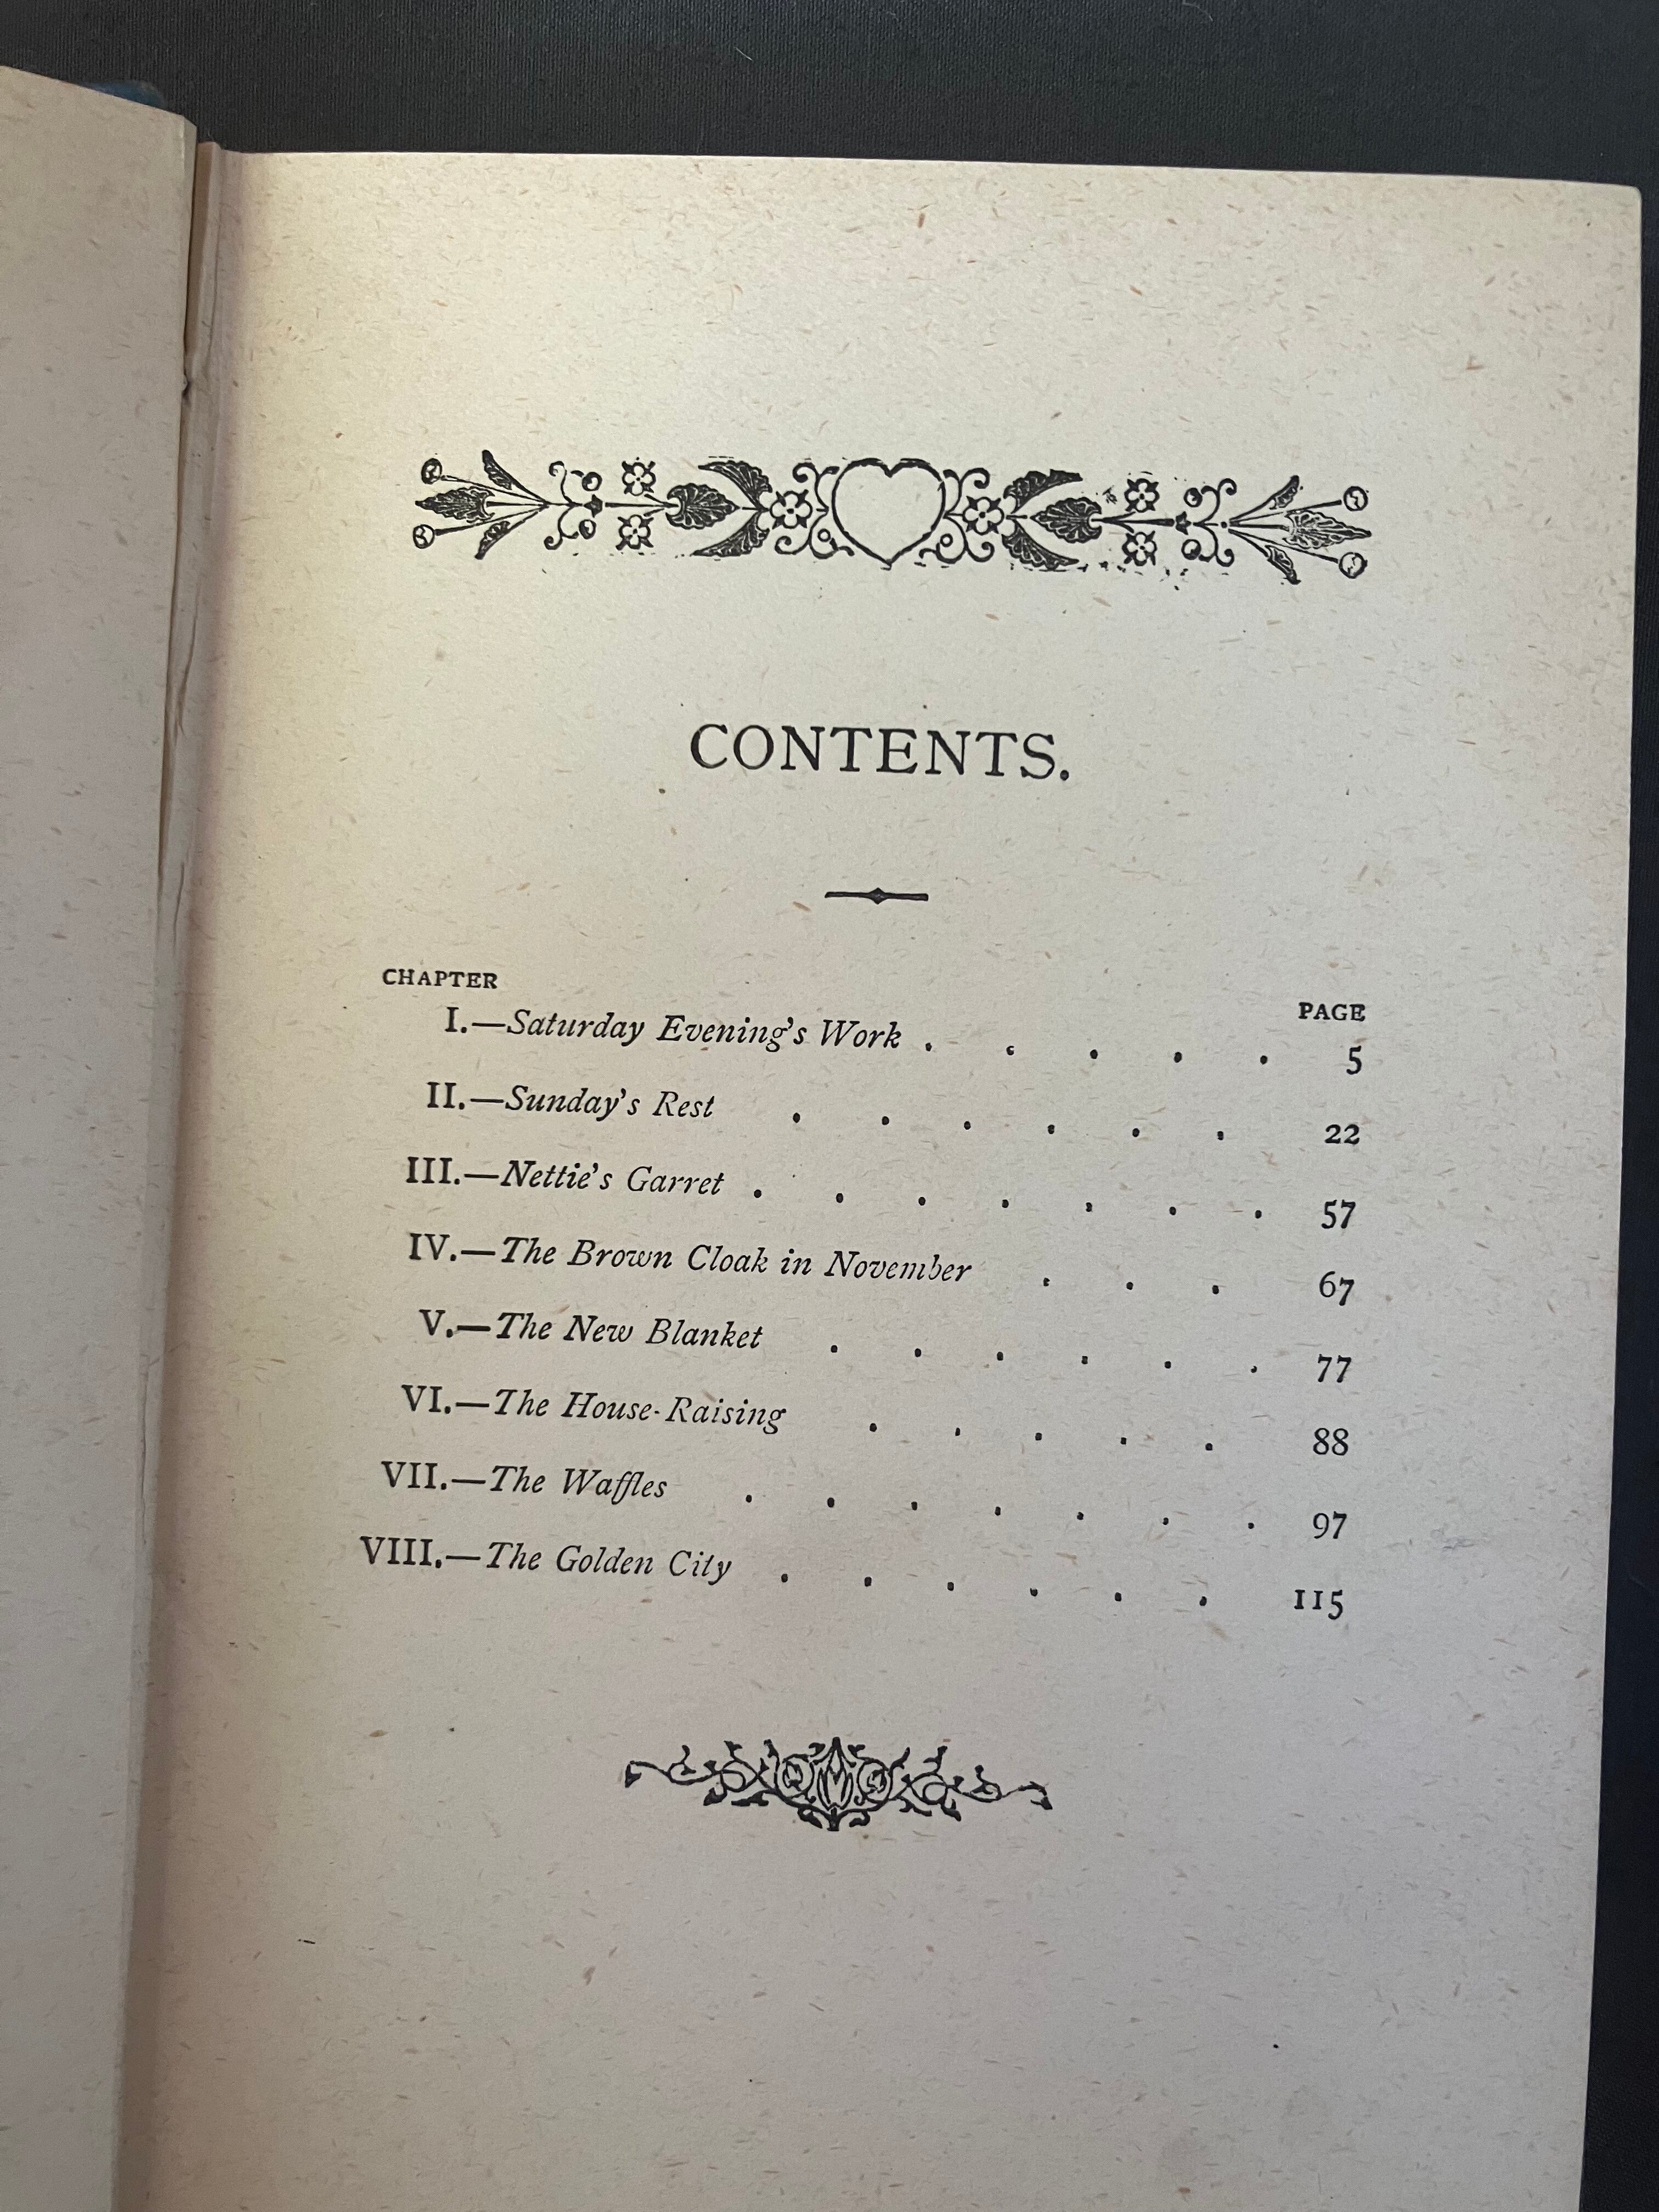 CONTENTS.
CHAPTER PAGE
I.—Saturday Evening's Work . . . . . 5
II.—Sunday's Rest . . . . . . 22
III.—Nettie's Garret . . . . . . . 57
IV.—The Brown Cloak in November . . . 67
V.—The New Blanket . . . . . . 77
VI.—The House-Raising . . . . . 88
VII.—The Waffles . . . . . . . 97
VIII.—The Golden City . . . . . . 115